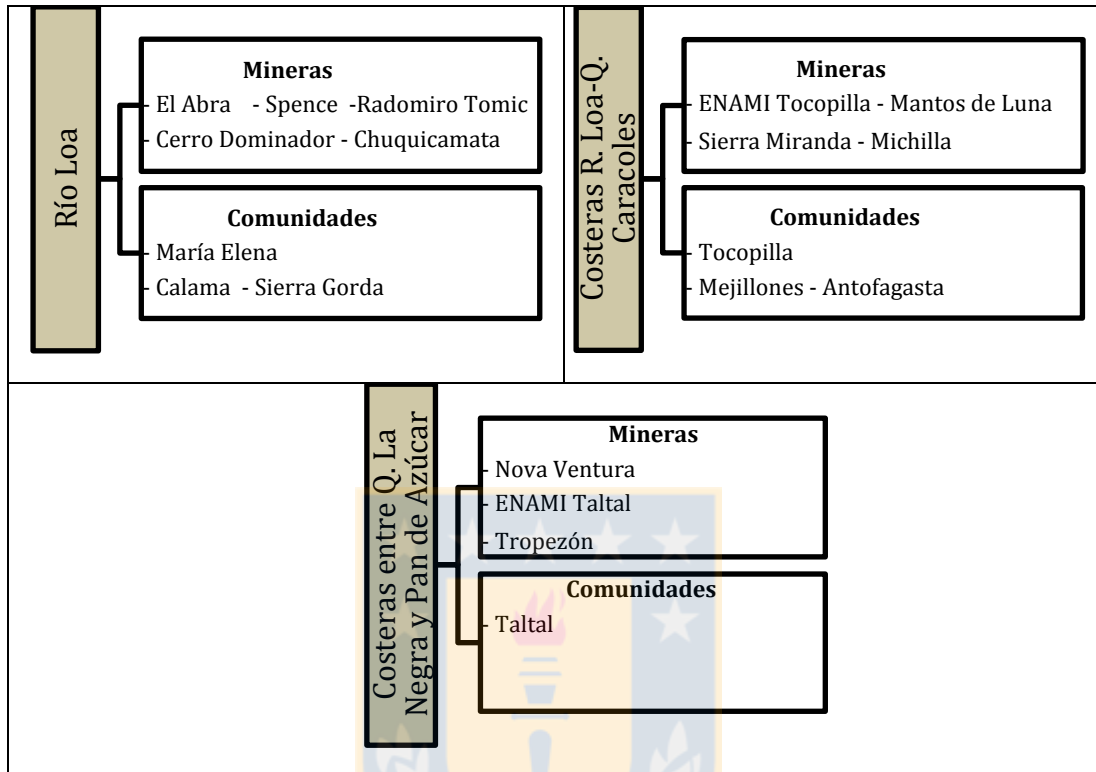 Río Loa
Mineras
- El Abra - Spence -Radomiro Tomic
- Cerro Dominador - Chuquicamata
Comunidades
- María Elena
- Calama - Sierra Gorda
Costeras R. Loa-Q.
Caracoles
Mineras
- ENAMI Tocopilla - Mantos de Luna
- Sierra Miranda - Michilla
Comunidades
- Tocopilla
- Mejillones - Antofagasta
Costeras entre Q. La
Negra y Pan de Azúcar
Mineras
- Nova Ventura
- ENAMI Taltal
- Tropezón
Comunidades
- Taltal